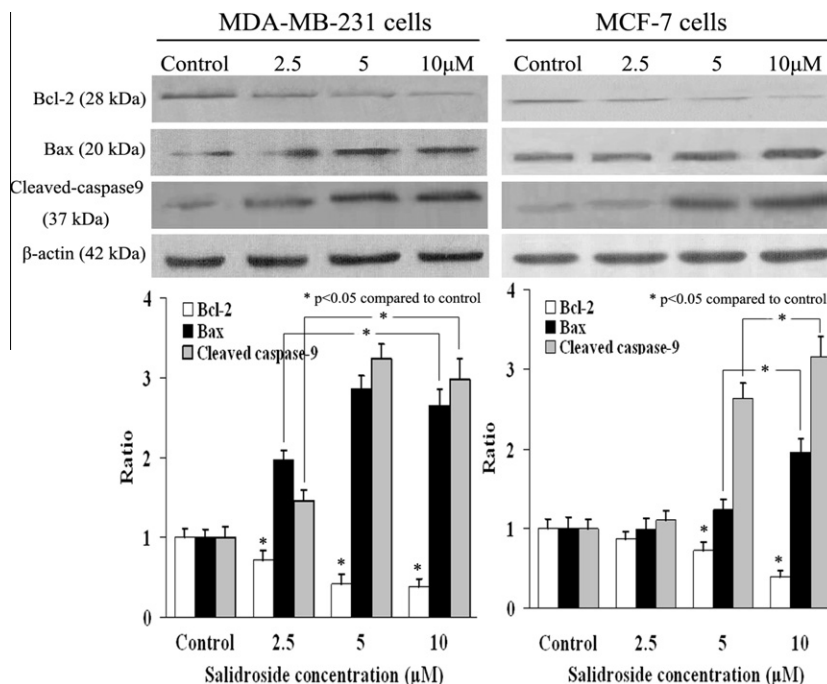 MDA-MB-231 cells
MCF-7 cells
Control 2.5 5 10μM
Control 2.5 5 10μM
Bcl-2 (28 kDa)
Bax (20 kDa)
Cleaved-caspase9
(37 kDa)
β-actin (42 kDa)
4
3
2
1
0
Ratio
* p<0.05 compared to control
Bcl-2
Bax
Cleaved caspase-9
*
*
*
*
*
Control 2.5 5 10
Salidroside concentration (μM)
4
3
2
1
0
Ratio
* p<0.05 compared to control
Bcl-2
Bax
Cleaved caspase-9
*
*
*
*
Control 2.5 5 10
Salidroside concentration (μM)